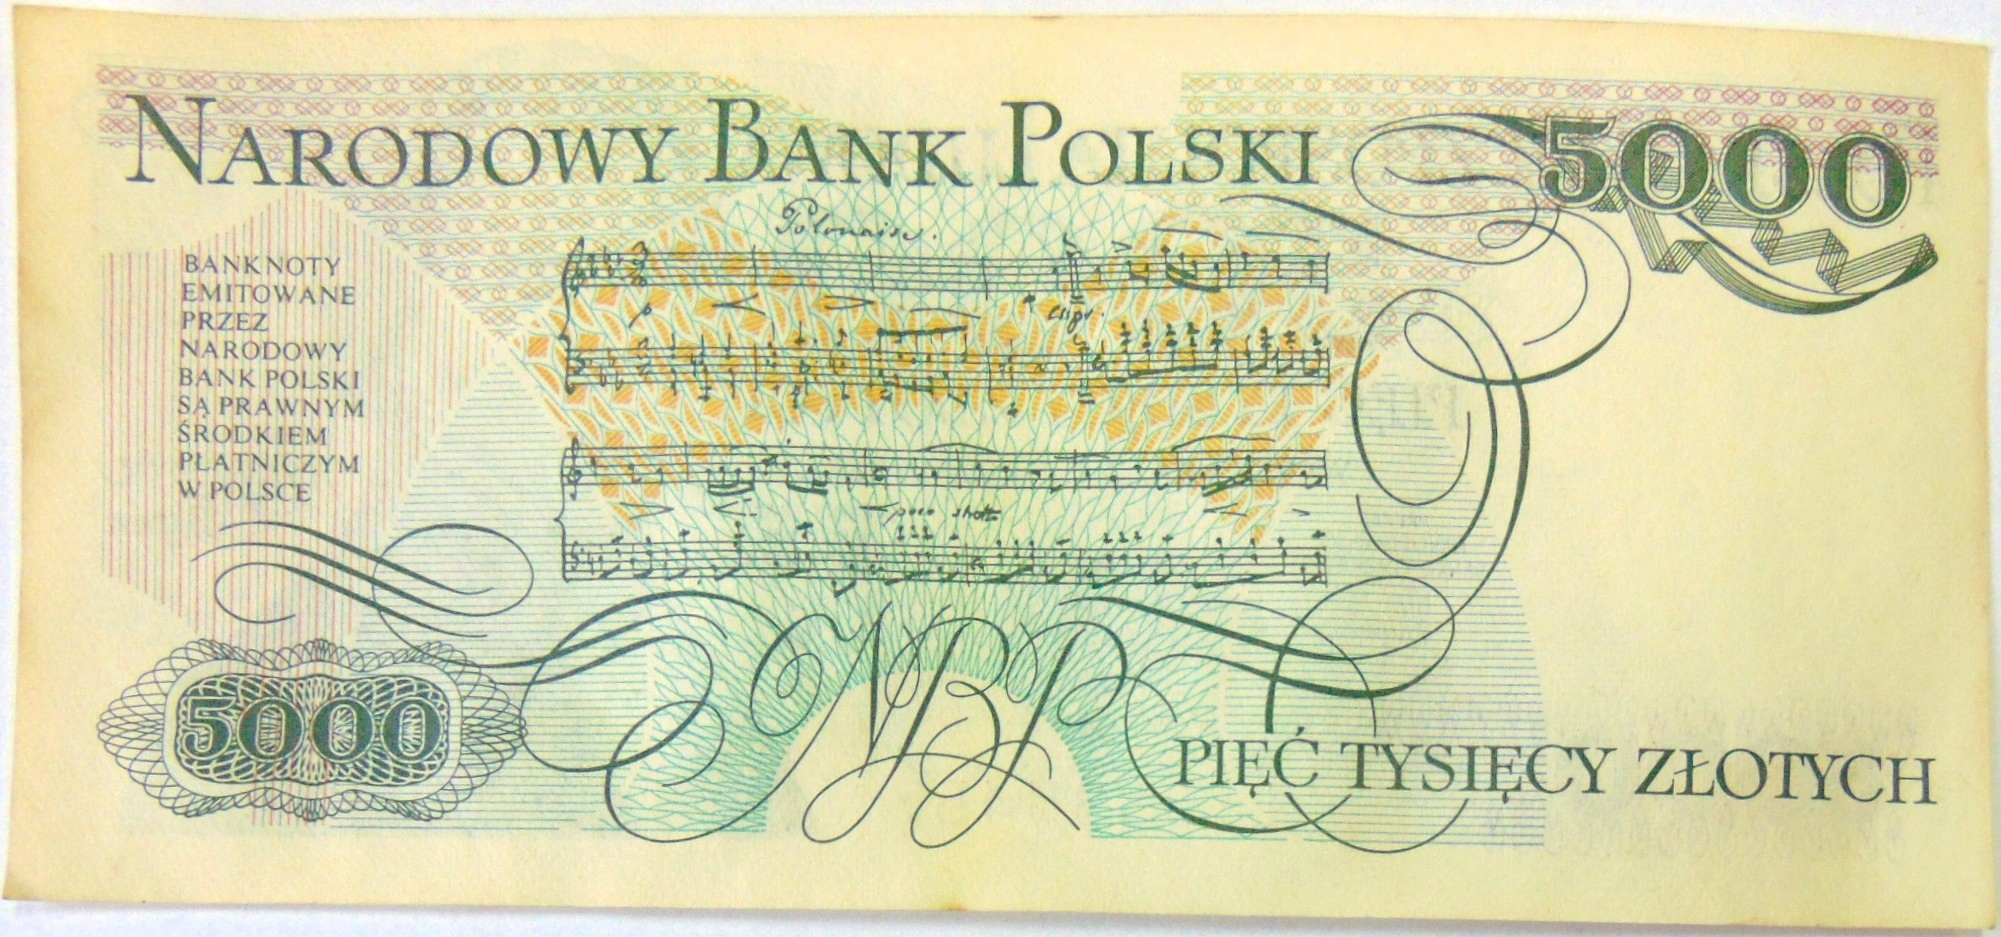 NARODOWY BANK POLSKI
5000
Polonaise.
BANKNOTY
EMITOWANE
PRZEZ
NARODOWY
BANK POLSKI
SĄ PRAWNYM
ŚRODKIEM
PŁATNICZYM
W POLSCE
poco
NBP
5000
PIĘĆ TYSIĘCY ZŁOTYCH